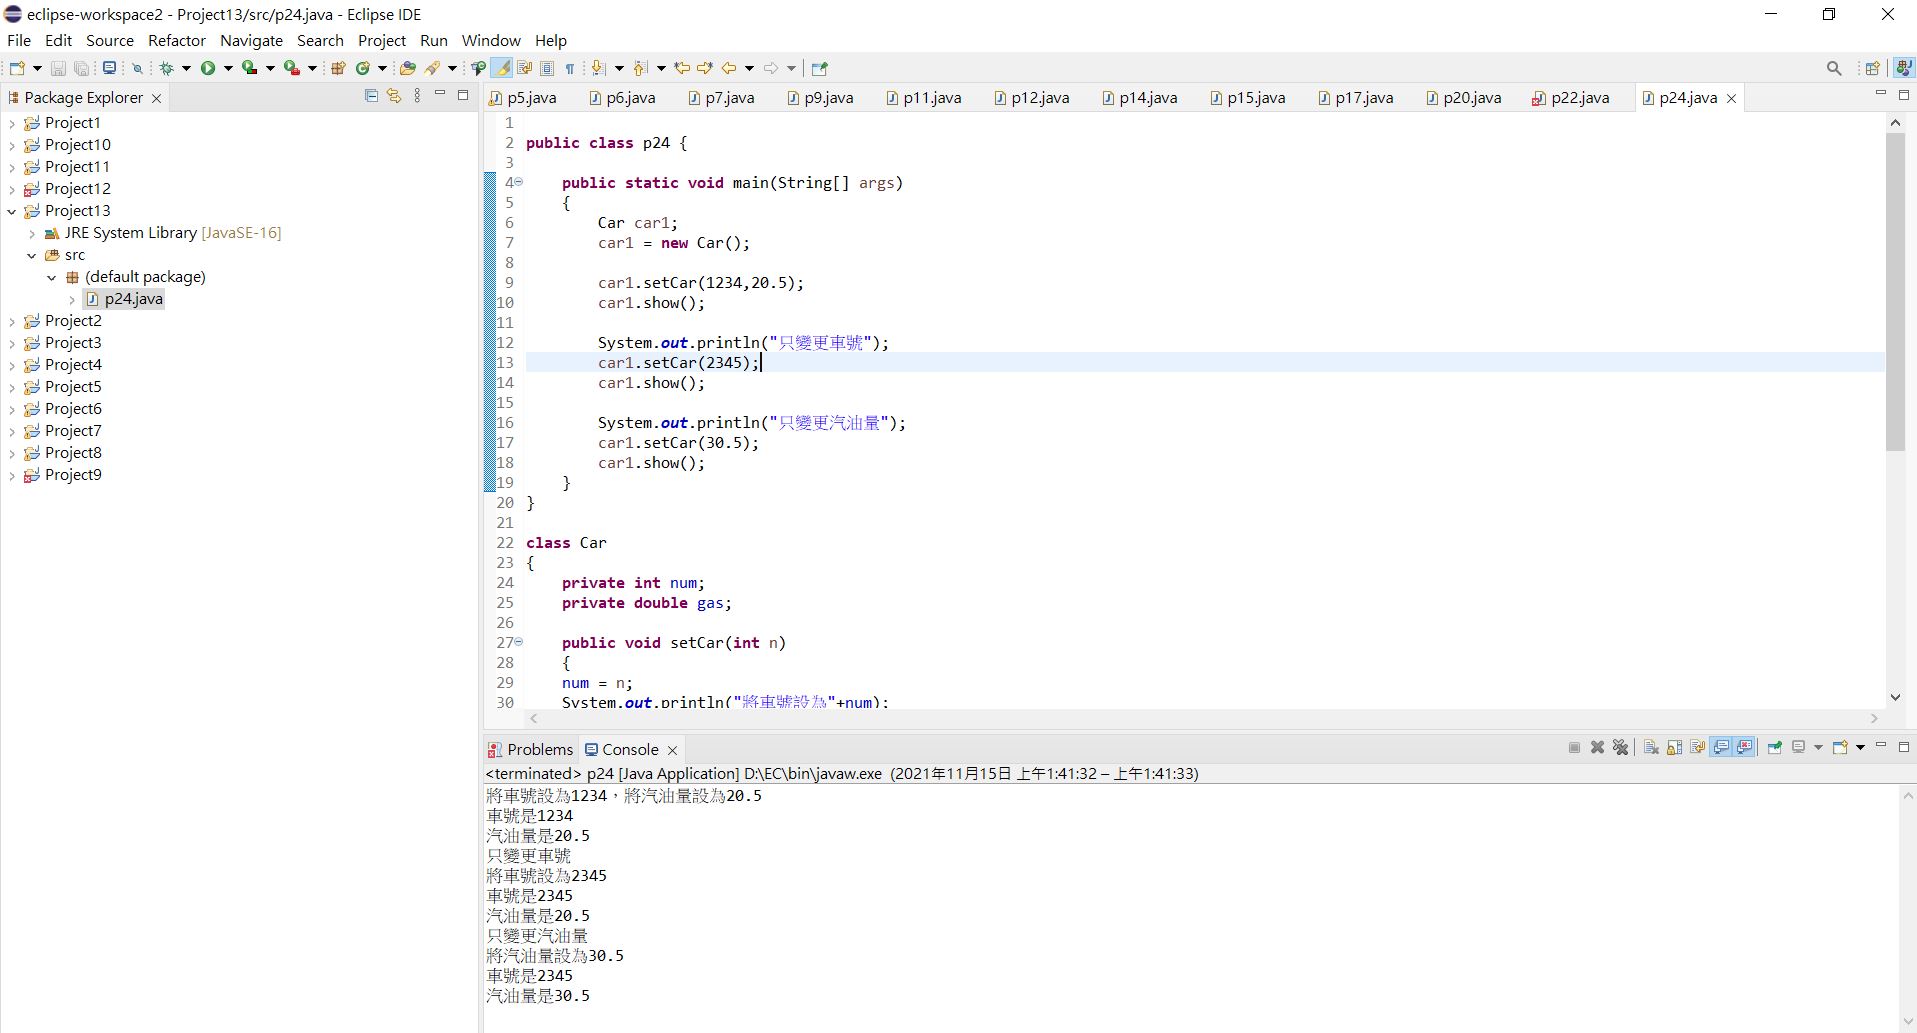 eclipse-workspace2 - Project13/src/p24.java - Eclipse IDE
File Edit Source Refactor Navigate Search Project Run Window Help
Package Explorer
Project1
Project10
Project11
Project12
Project13
JRE System Library [JavaSE-16]
src
(default package)
p24.java
Project2
Project3
Project4
Project5
Project6
Project7
Project8
Project9
p5.java p6.java p7.java p9.java p11.java p12.java p14.java p15.java p17.java p20.java p22.java p24.java
1
2 public class p24 {
3
4 public static void main(String[] args)
5 {
6 Car car1;
7 car1 = new Car();
8
9 car1.setCar(1234,20.5);
10 car1.show();
11
12 System.out.println("只變更車號");
13 car1.setCar(2345);
14 car1.show();
15
16 System.out.println("只變更汽油量");
17 car1.setCar(30.5);
18 car1.show();
19 }
20 }
21
22 class Car
23 {
24 private int num;
25 private double gas;
26
27 public void setCar(int n)
28 {
29 num = n;
30 System.out.println("將車號設為"+num);
Problems Console
<terminated> p24 [Java Application] D:\EC\bin\javaw.exe (2021年11月15日 上午1:41:32 – 上午1:41:33)
將車號設為1234，將汽油量設為20.5
車號是1234
汽油量是20.5
只變更車號
將車號設為2345
車號是2345
汽油量是20.5
只變更汽油量
將汽油量設為30.5
車號是2345
汽油量是30.5